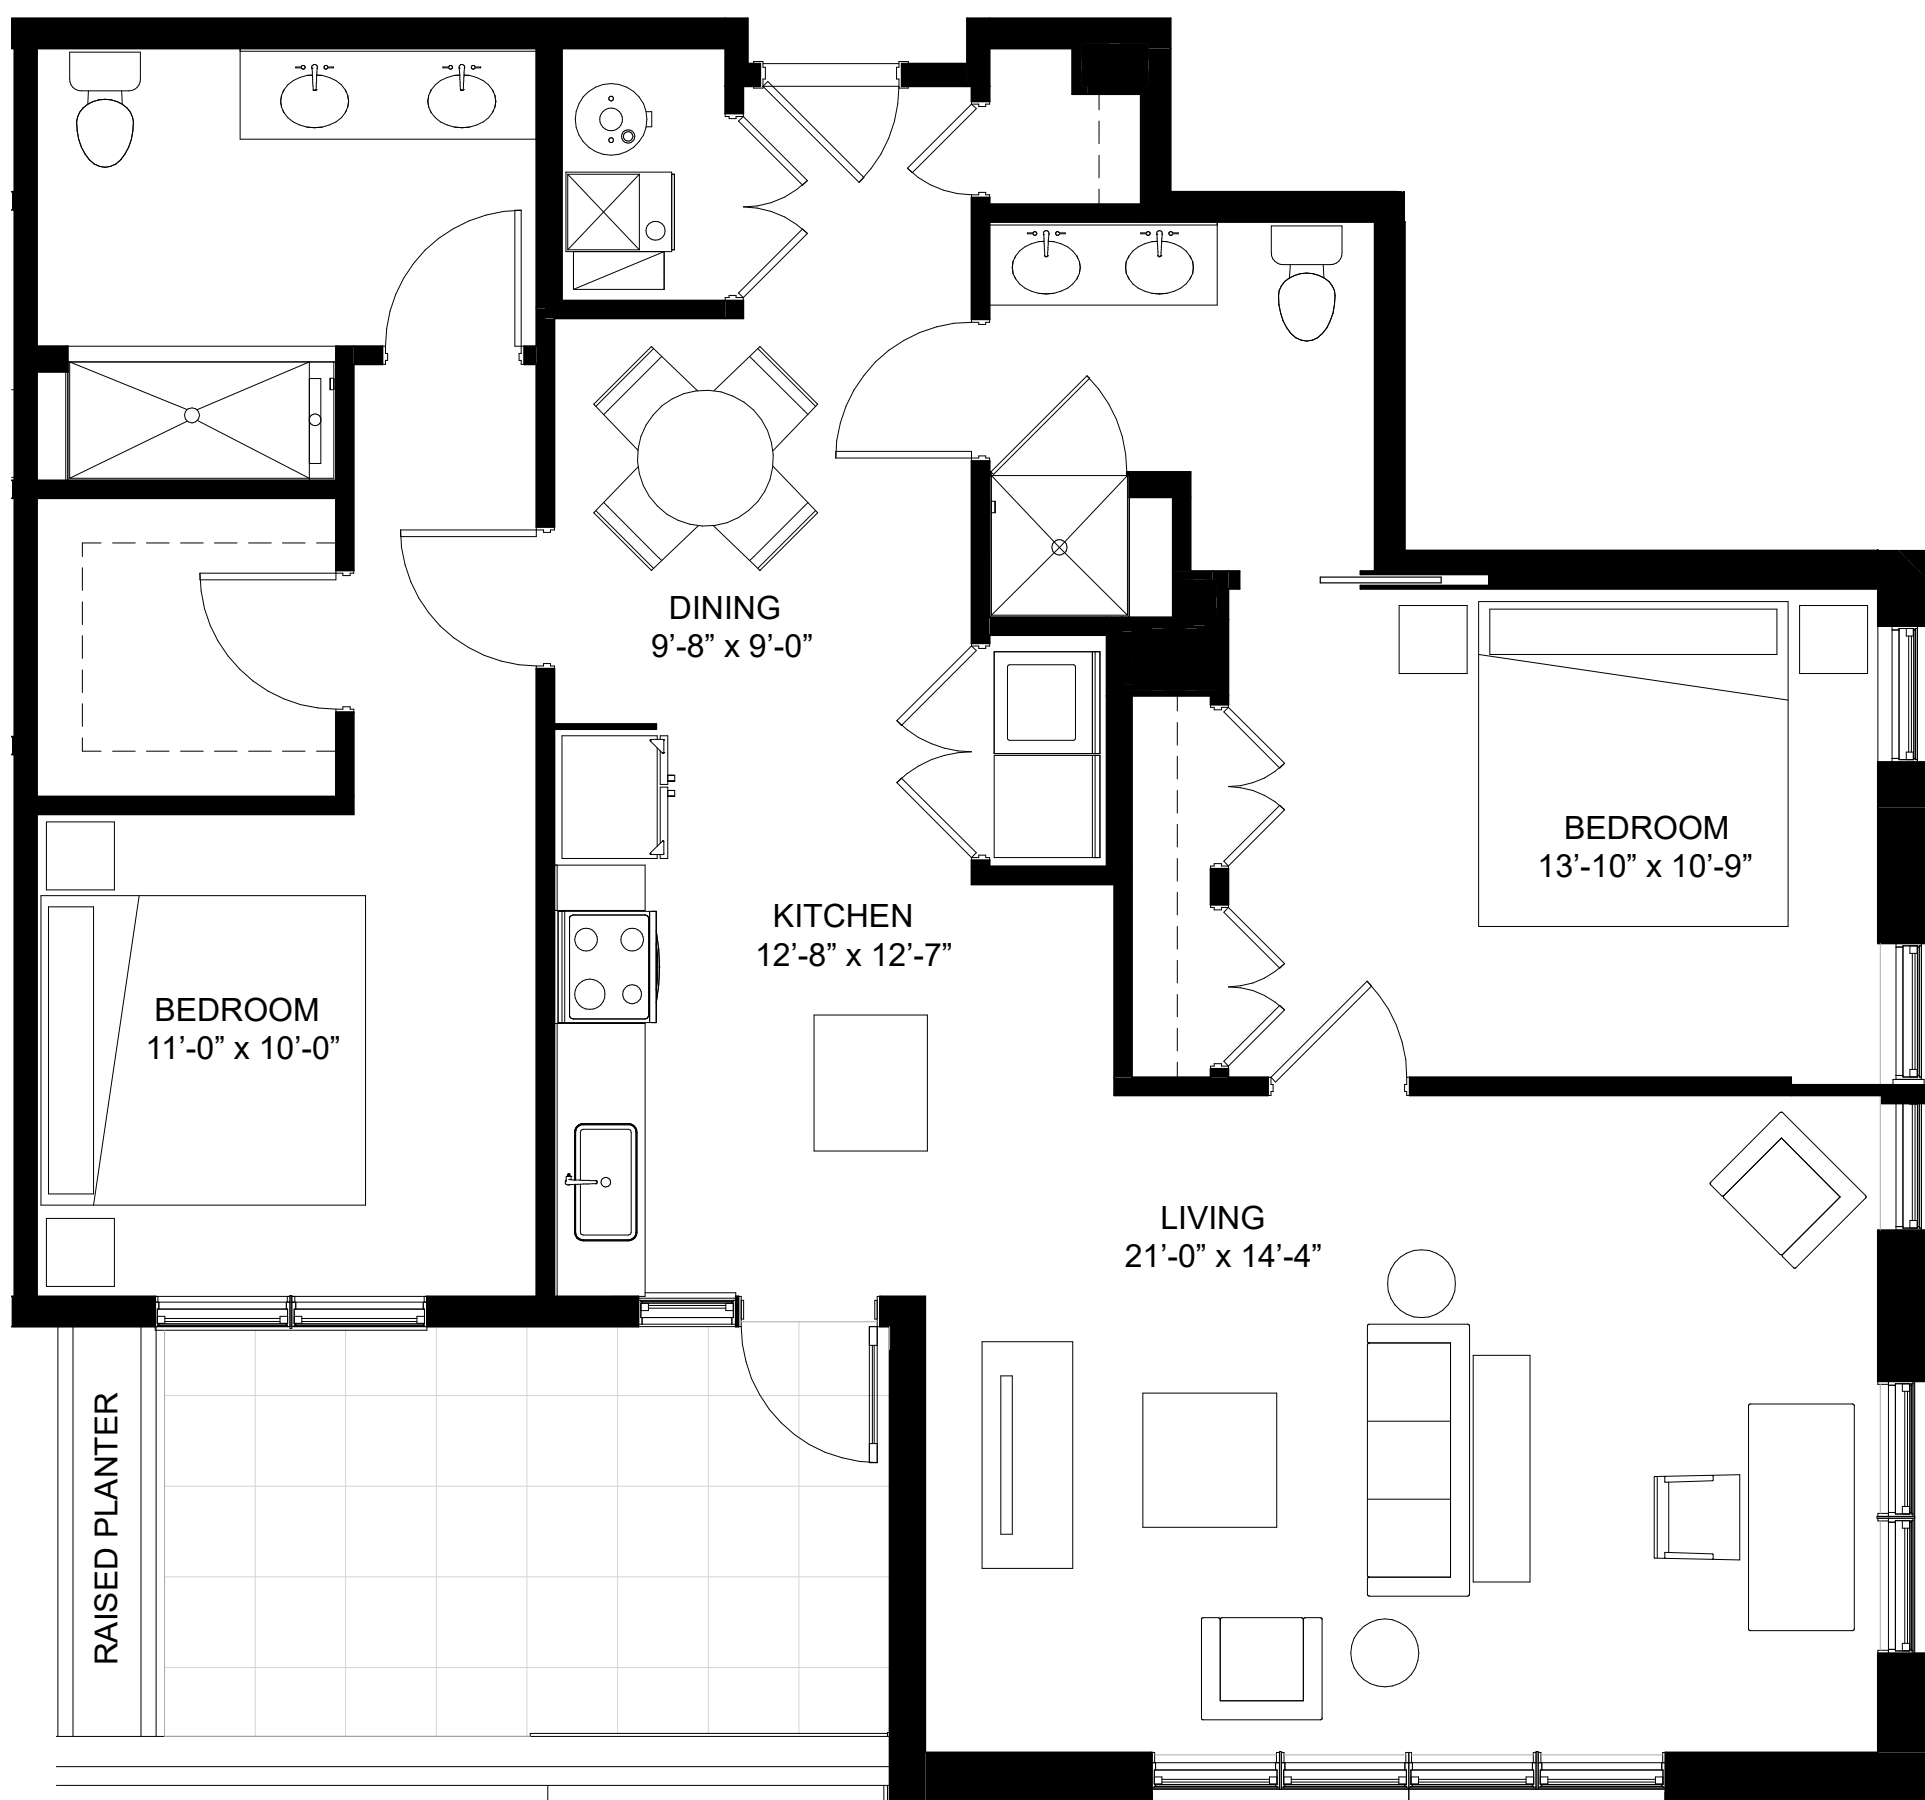 DINING
9’-8” x 9’-0”
BEDROOM
13’-10” x 10’-9”
KITCHEN
12’-8” x 12’-7”
BEDROOM
11’-0” x 10’-0”
LIVING
21’-0” x 14’-4”
RAISED PLANTER